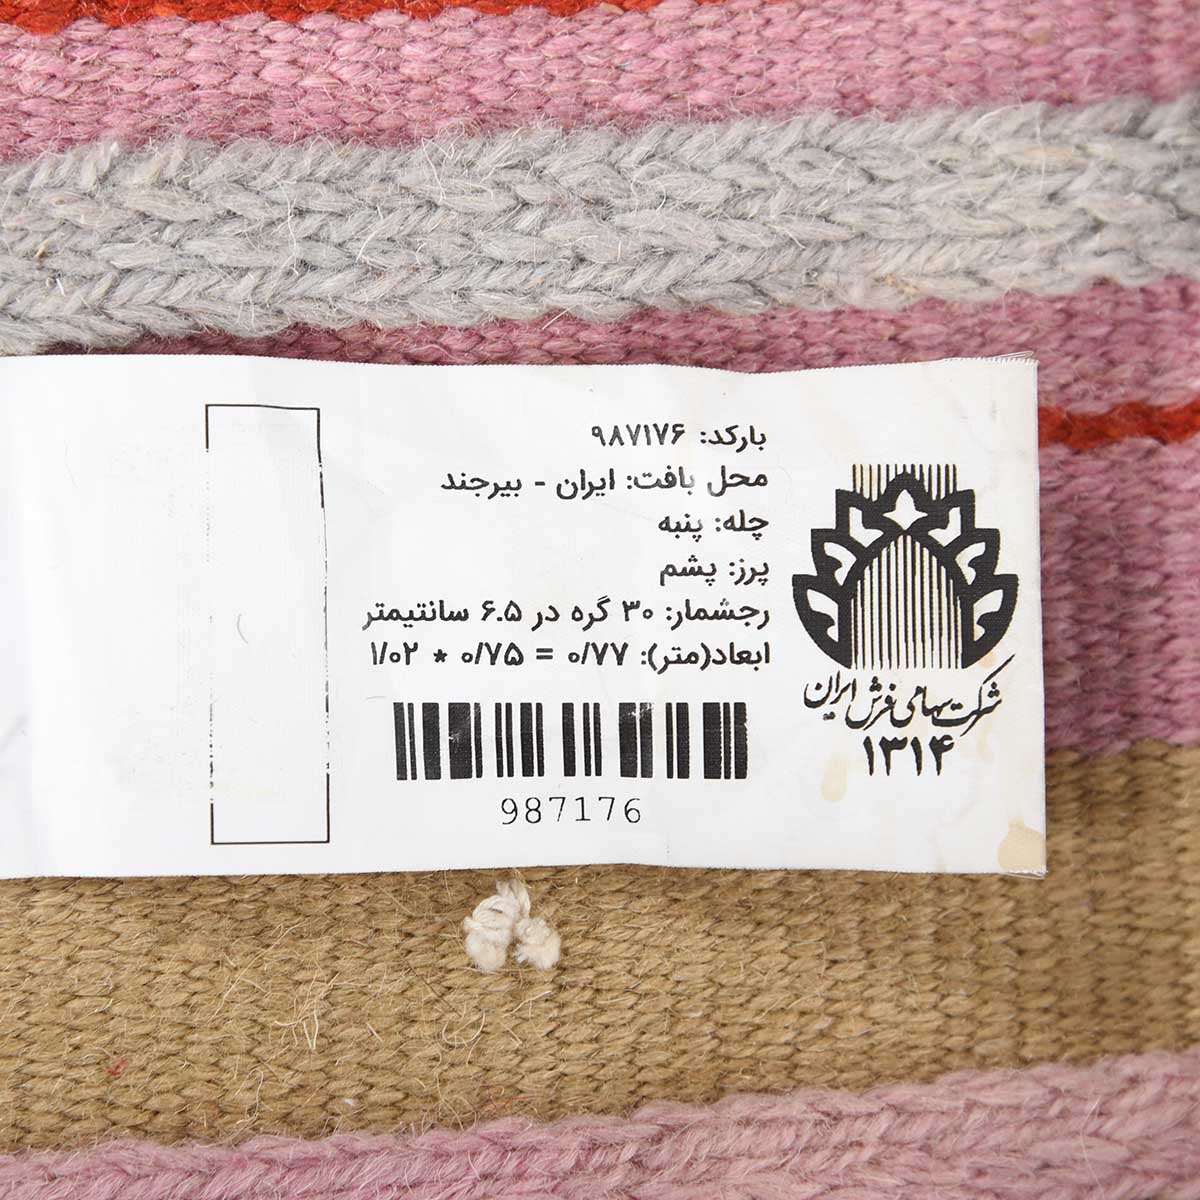 بارکد: ۹۸۷۱۷۶
محل بافت: ایران - بیرجند
چله: پنبه
پرز: پشم
رجشمار: ۳۰ گره در ۶.۵ سانتیمتر
ابعاد(متر): ۰/۷۷ = ۰/۷۵ * ۱/۰۲
987176
شرکت سهامی فرش ایران
۱۳۱۴